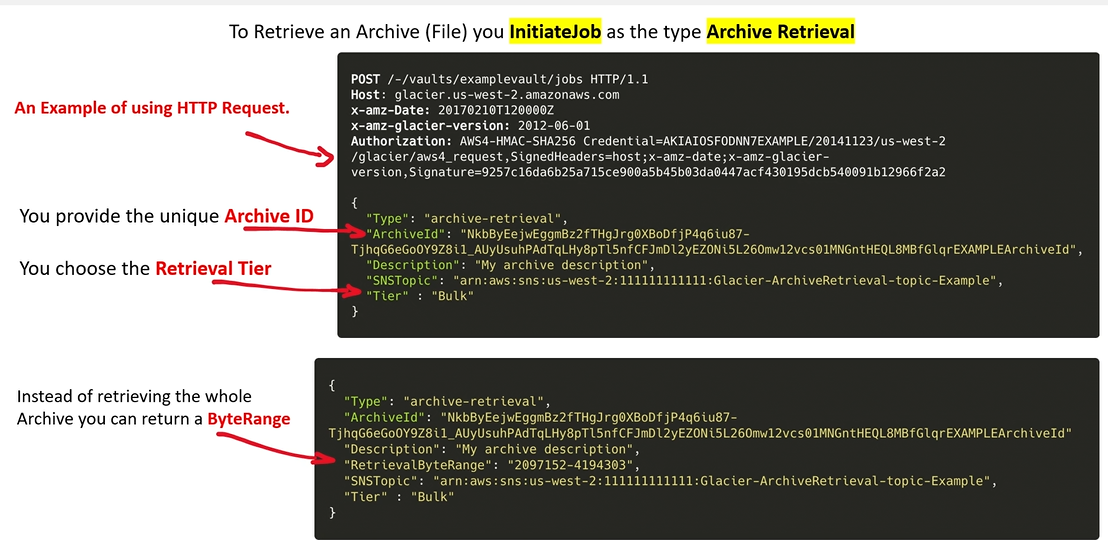 To Retrieve an Archive (File) you InitiateJob as the type Archive Retrieval
An Example of using HTTP Request.
POST /-/vaults/examplevault/jobs HTTP/1.1
Host: glacier.us-west-2.amazonaws.com
x-amz-Date: 20170210T120000Z
x-amz-glacier-version: 2012-06-01
Authorization: AWS4-HMAC-SHA256 Credential=AKIAIOSFODNN7EXAMPLE/20141123/us-west-2
/glacier/aws4_request,SignedHeaders=host;x-amz-date;x-amz-glacier-
version,Signature=9257c16da6b25a715ce900a5b45b03da0447acf430195dcb540091b12966f2a2
You provide the unique Archive ID
You choose the Retrieval Tier
{
"Type": "archive-retrieval",
"ArchiveId": "NkbByEejwEggmBz2fTHgJrg0XBoDfjP4q6iu87-
TjhqG6eGoOY9Z8i1_AUyUsuhPAdTqLHy8pTl5nfCFJmDl2yEZONi5L26Omw12vcs01MNGntHEQL8MBfGlqrEXAMPLEArchiveId",
"Description": "My archive description",
"SNSTopic": "arn:aws:sns:us-west-2:111111111111:Glacier-ArchiveRetrieval-topic-Example",
"Tier" : "Bulk"
}
Instead of retrieving the whole
Archive you can return a ByteRange
{
"Type": "archive-retrieval",
"ArchiveId": "NkbByEejwEggmBz2fTHgJrg0XBoDfjP4q6iu87-
TjhqG6eGoOY9Z8i1_AUyUsuhPAdTqLHy8pTl5nfCFJmDl2yEZONi5L26Omw12vcs01MNGntHEQL8MBfGlqrEXAMPLEArchiveId"
"Description": "My archive description",
"RetrievalByteRange": "2097152-4194303",
"SNSTopic": "arn:aws:sns:us-west-2:111111111111:Glacier-ArchiveRetrieval-topic-Example",
"Tier" : "Bulk"
}